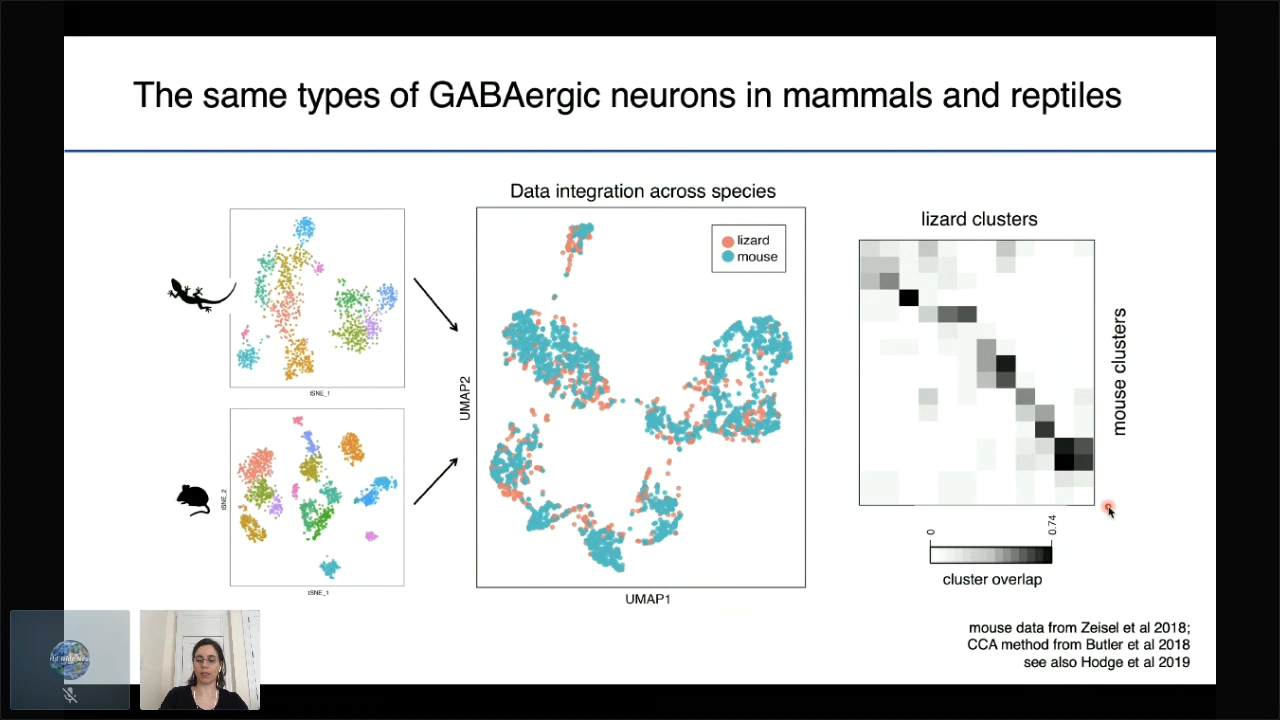 The same types of GABAergic neurons in mammals and reptiles
Data integration across species
lizard
mouse
UMAP2
UMAP1
tSNE_1
tSNE_2
tSNE_1
lizard clusters
mouse clusters
0
0.74
cluster overlap
mouse data from Zeisel et al 2018;
CCA method from Butler et al 2018
see also Hodge et al 2019